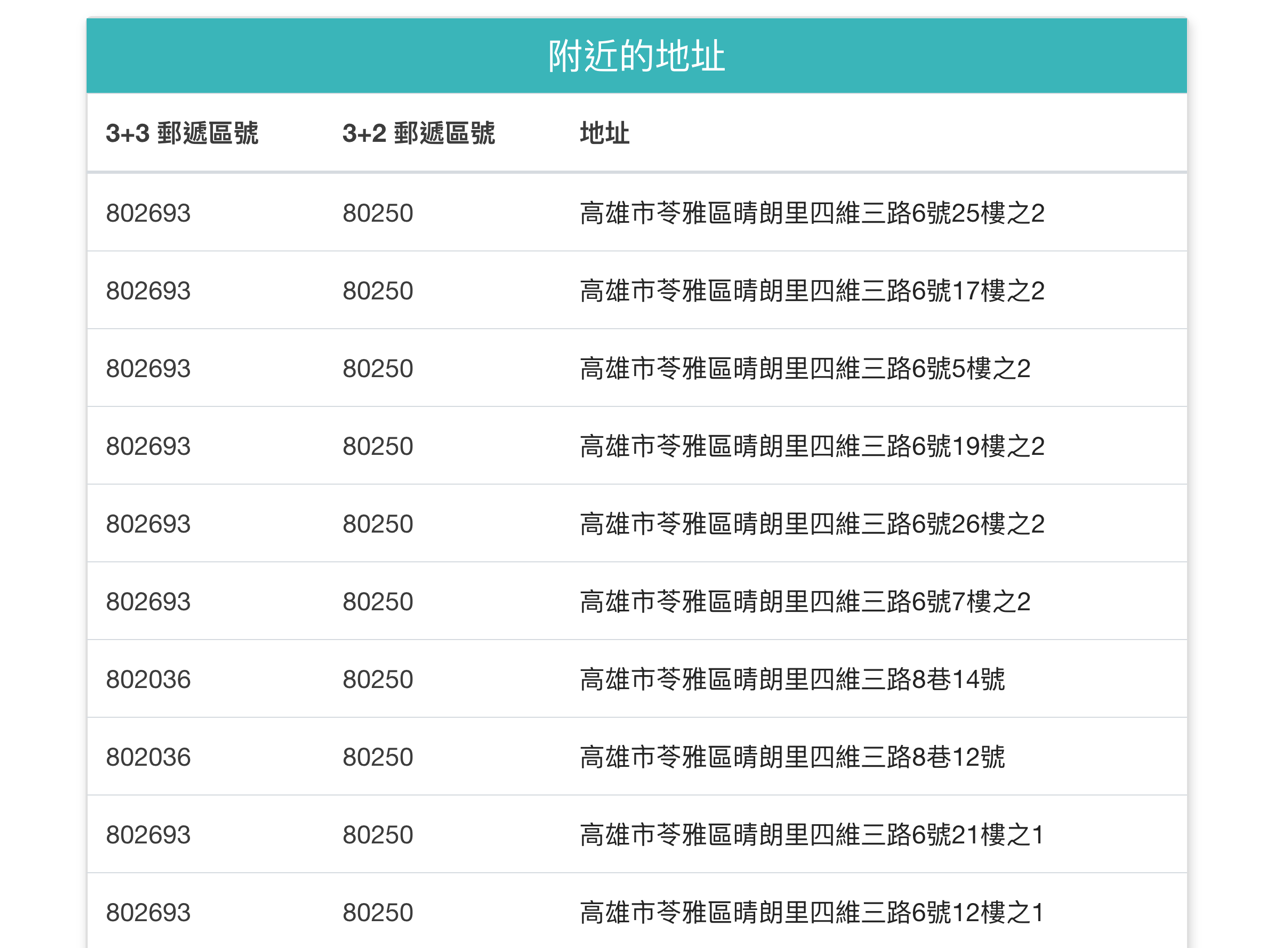 附近的地址
3+3 郵遞區號 3+2 郵遞區號 地址
802693 80250 高雄市苓雅區晴朗里四維三路6號25樓之2
802693 80250 高雄市苓雅區晴朗里四維三路6號17樓之2
802693 80250 高雄市苓雅區晴朗里四維三路6號5樓之2
802693 80250 高雄市苓雅區晴朗里四維三路6號19樓之2
802693 80250 高雄市苓雅區晴朗里四維三路6號26樓之2
802693 80250 高雄市苓雅區晴朗里四維三路6號7樓之2
802036 80250 高雄市苓雅區晴朗里四維三路8巷14號
802036 80250 高雄市苓雅區晴朗里四維三路8巷12號
802693 80250 高雄市苓雅區晴朗里四維三路6號21樓之1
802693 80250 高雄市苓雅區晴朗里四維三路6號12樓之1